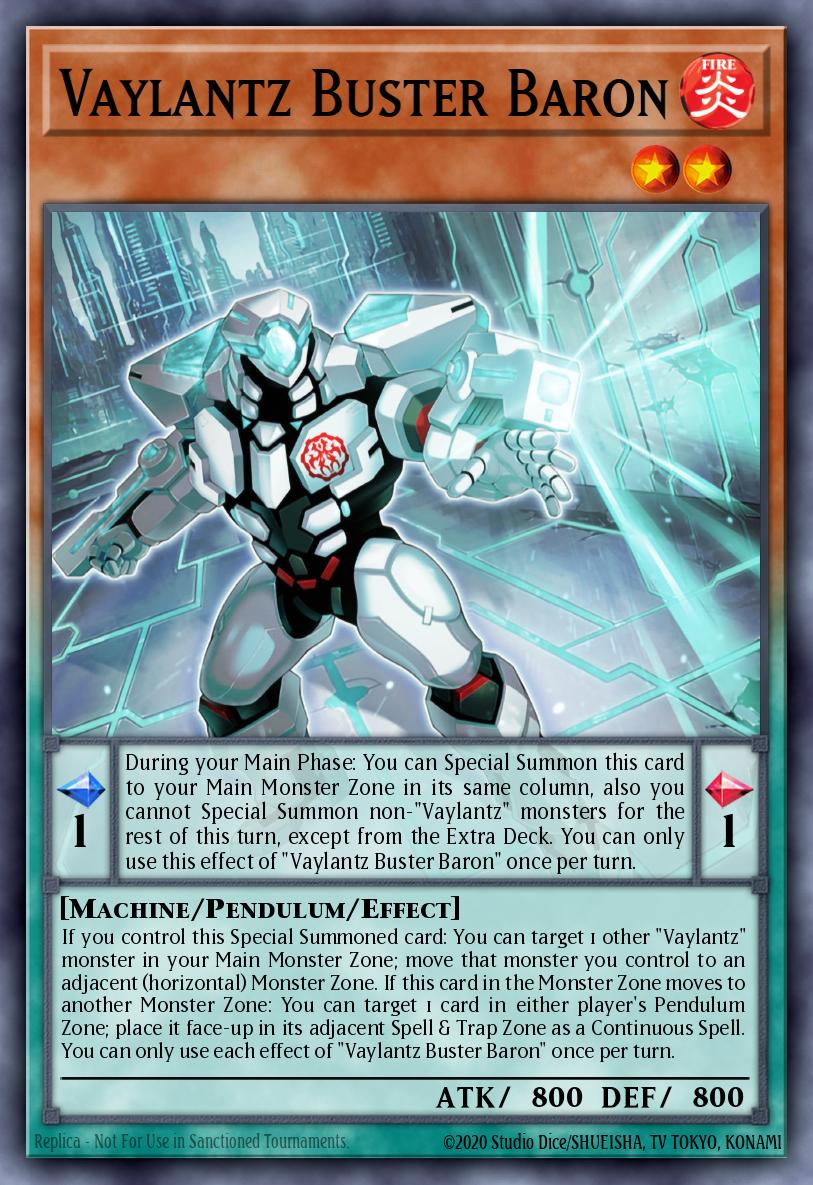 VAYLANTZ BUSTER BARON
FIRE
炎
During your Main Phase: You can Special Summon this card
to your Main Monster Zone in its same column, also you
cannot Special Summon non-"Vaylantz" monsters for the
rest of this turn, except from the Extra Deck. You can only
use this effect of "Vaylantz Buster Baron" once per turn.
1
1
[MACHINE/PENDULUM/EFFECT]
If you control this Special Summoned card: You can target 1 other "Vaylantz"
monster in your Main Monster Zone; move that monster you control to an
adjacent (horizontal) Monster Zone. If this card in the Monster Zone moves to
another Monster Zone: You can target 1 card in either player's Pendulum
Zone; place it face-up in its adjacent Spell & Trap Zone as a Continuous Spell.
You can only use each effect of "Vaylantz Buster Baron" once per turn.
ATK/ 800 DEF/ 800
Replica - Not For Use in Sanctioned Tournaments.
©2020 Studio Dice/SHUEISHA, TV TOKYO, KONAMI